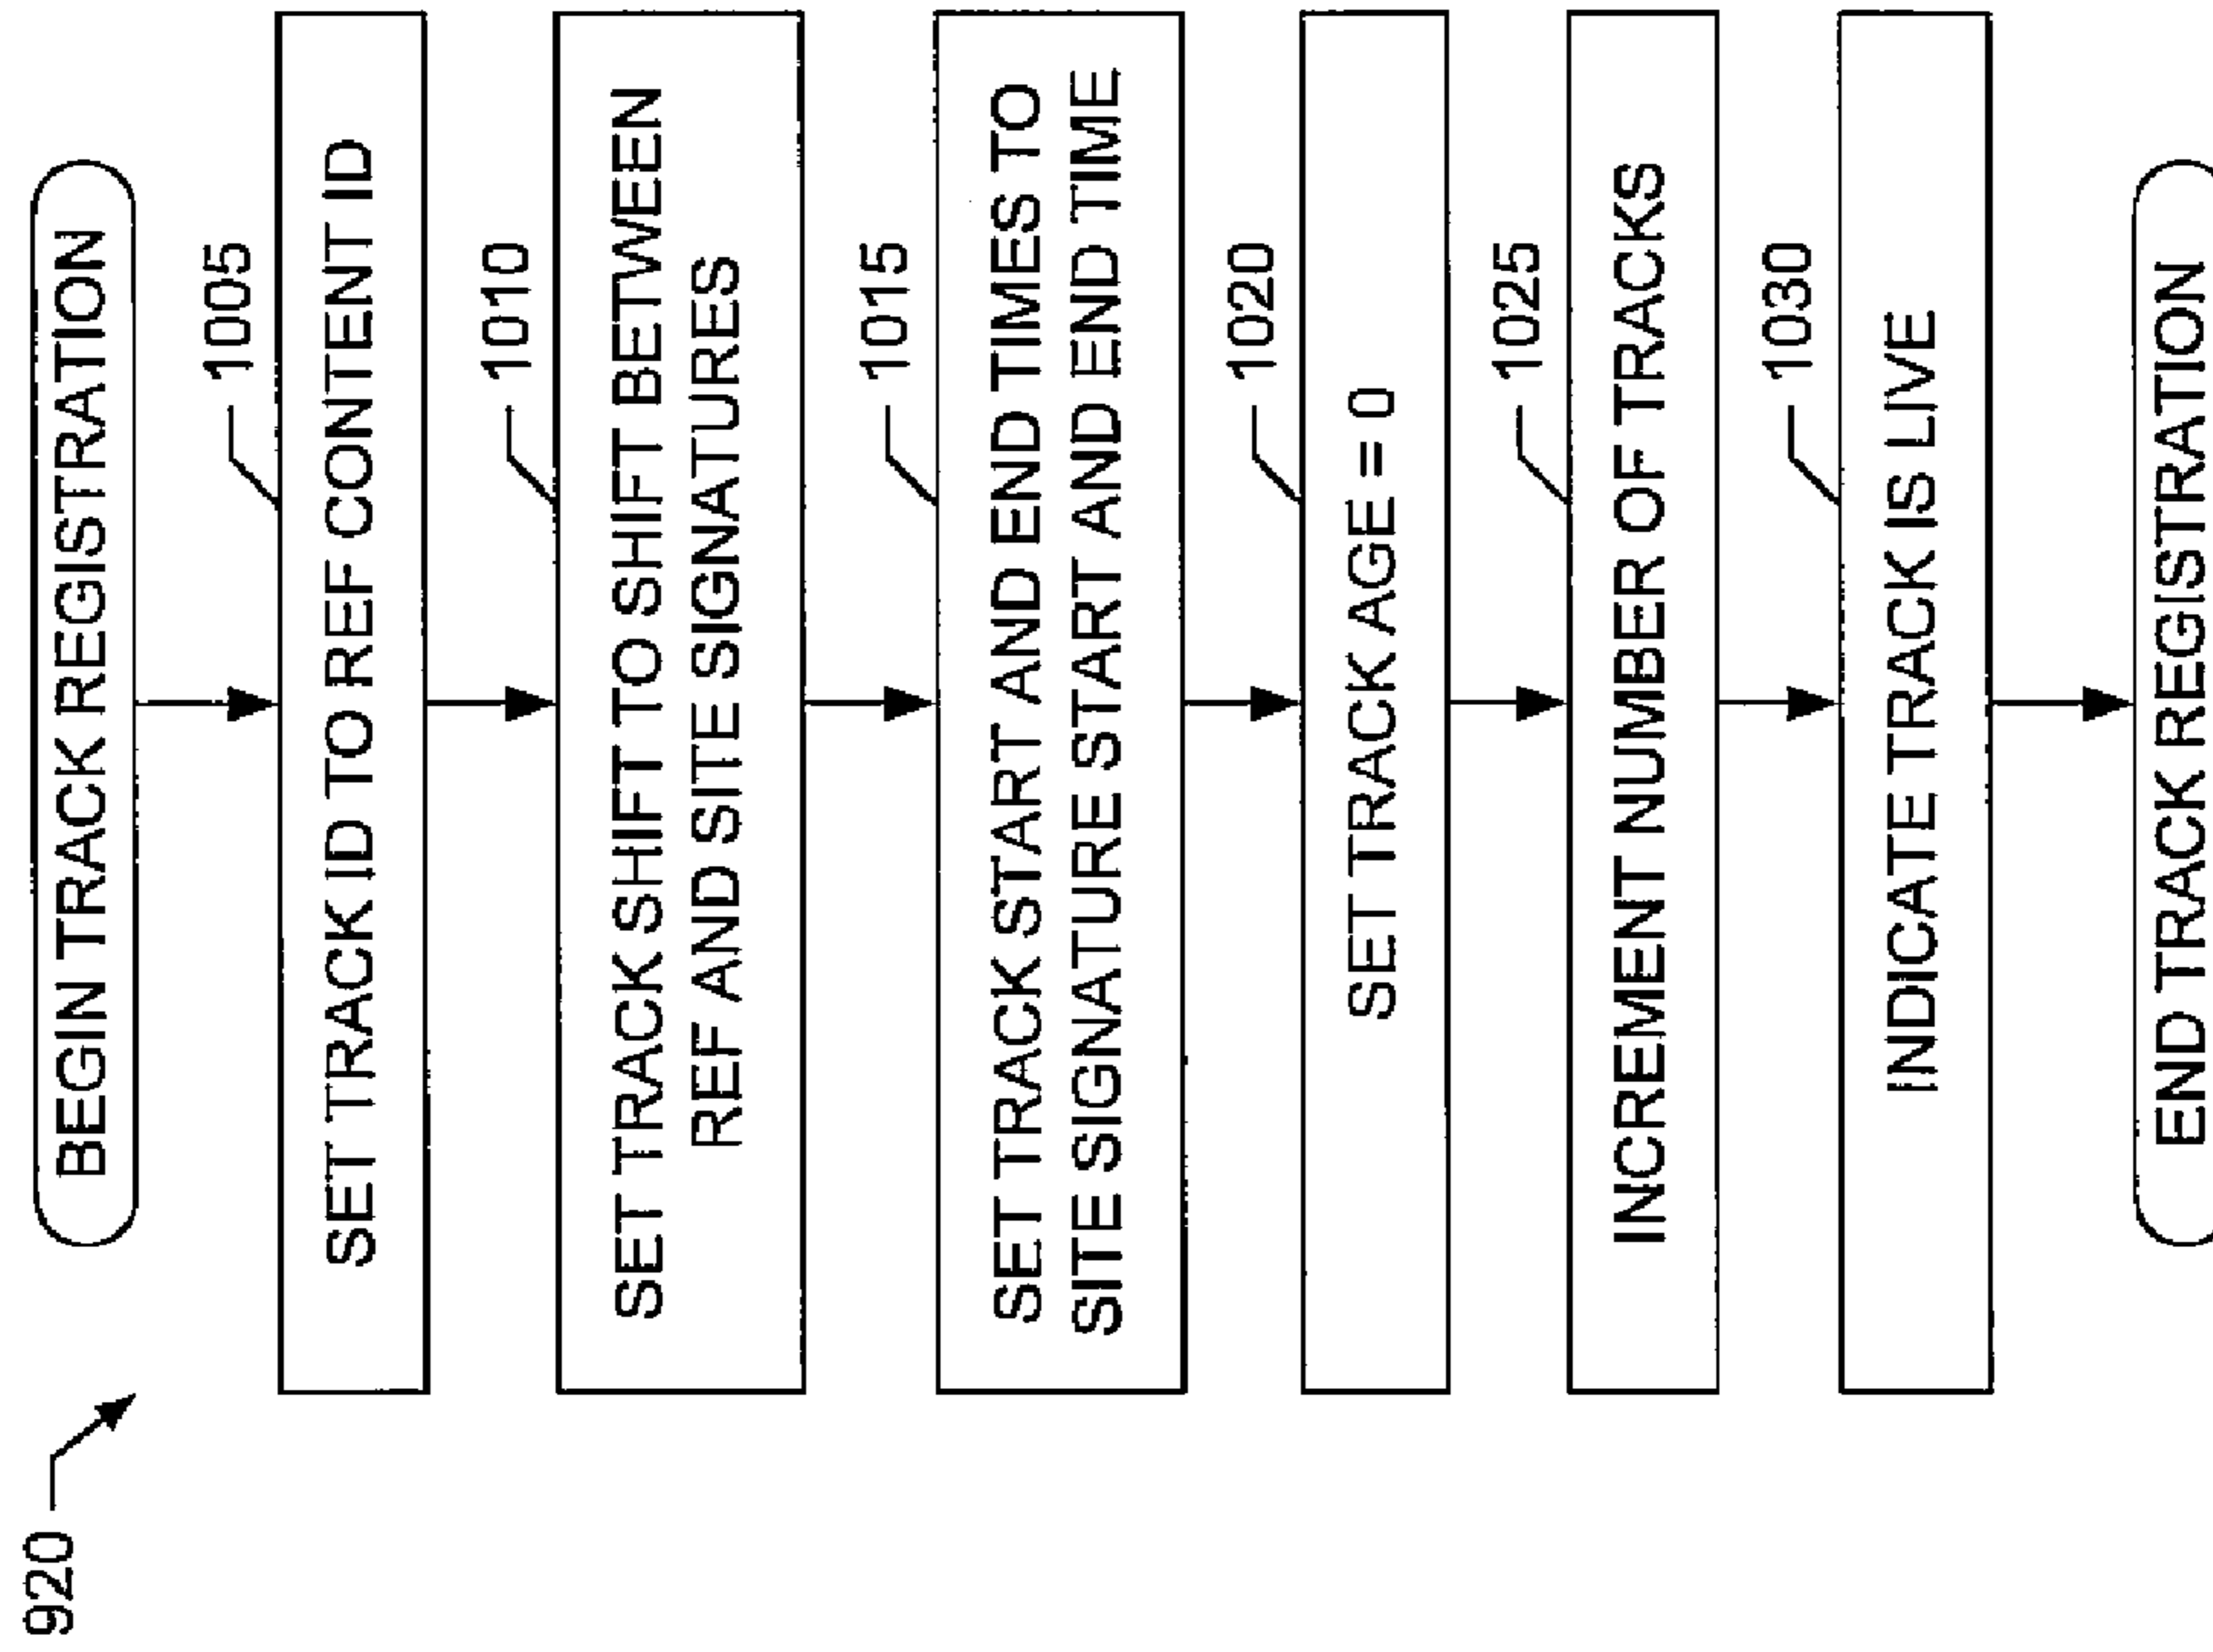 920
BEGIN TRACK REGISTRATION
1005
SET TRACK ID TO REF CONTENT ID
1010
SET TRACK SHIFT TO SHIFT BETWEEN
REF AND SITE SIGNATURES
1015
SET TRACK START AND END TIMES TO
SITE SIGNATURE START AND END TIME
1020
SET TRACK AGE = 0
1025
INCREMENT NUMBER OF TRACKS
1030
INDICATE TRACK IS LIVE
END TRACK REGISTRATION